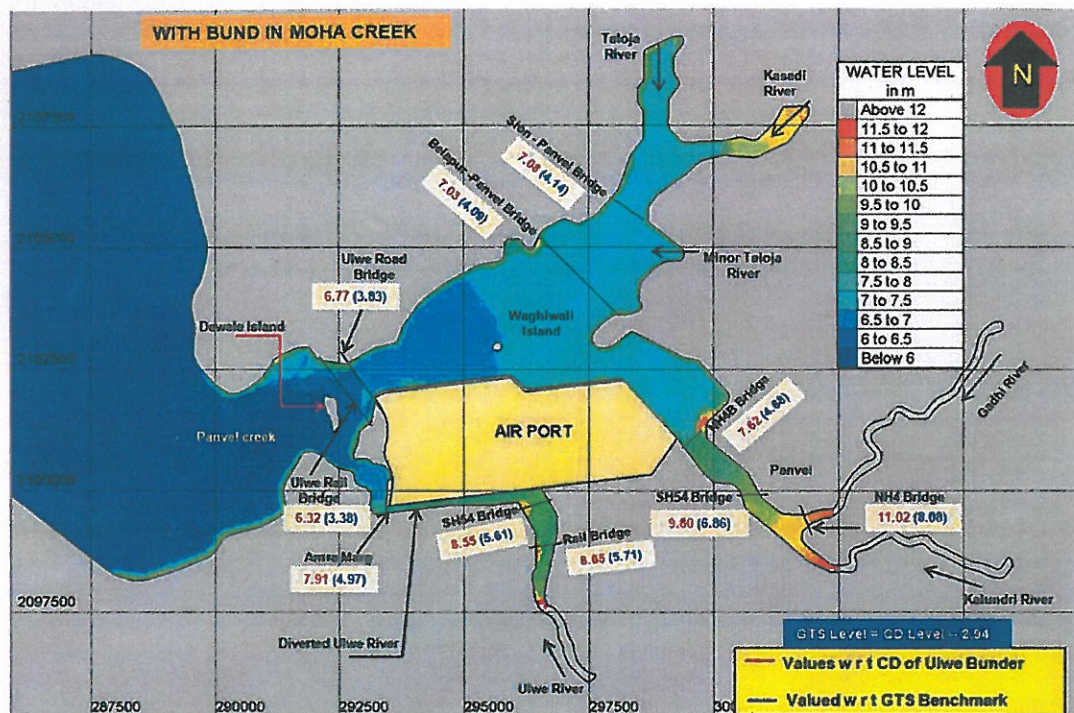 WITH BUND IN MOHA CREEK
Taloja
River
Kasadi
River
N
WATER LEVEL
in m
Above 12
11.5 to 12
11 to 11.5
10.5 to 11
10 to 10.5
9.5 to 10
9 to 9.5
8.5 to 9
8 to 8.5
7.5 to 8
7 to 7.5
6.5 to 7
6 to 6.5
Below 6
Sion - Panvel Bridge
7.08 (4.14)
Belapur-Panvel Bridge
7.03 (4.09)
2105000
Minor Taloja
River
Ulwe Road
Bridge
6.77 (3.83)
Dewale Island
Waghiwali
Island
2102500
Gadhi River
NH4B Bridge
7.62 (4.68)
AIR PORT
Panvel creek
Panvel
2100000
Ulwe Rail
Bridge
6.32 (3.38)
SH54 Bridge
8.55 (5.61)
SH54 Bridge
9.80 (6.86)
NH4 Bridge
11.02 (8.08)
Rail Bridge
8.65 (5.71)
Amra Marg
7.91 (4.97)
Kalundri River
2097500
Diverted Ulwe River
Ulwe River
GTS Level = CD Level - 2.94
Values w r t CD of Ulwe Bunder
Valued w r t GTS Benchmark
287500
290000
292500
295000
297500